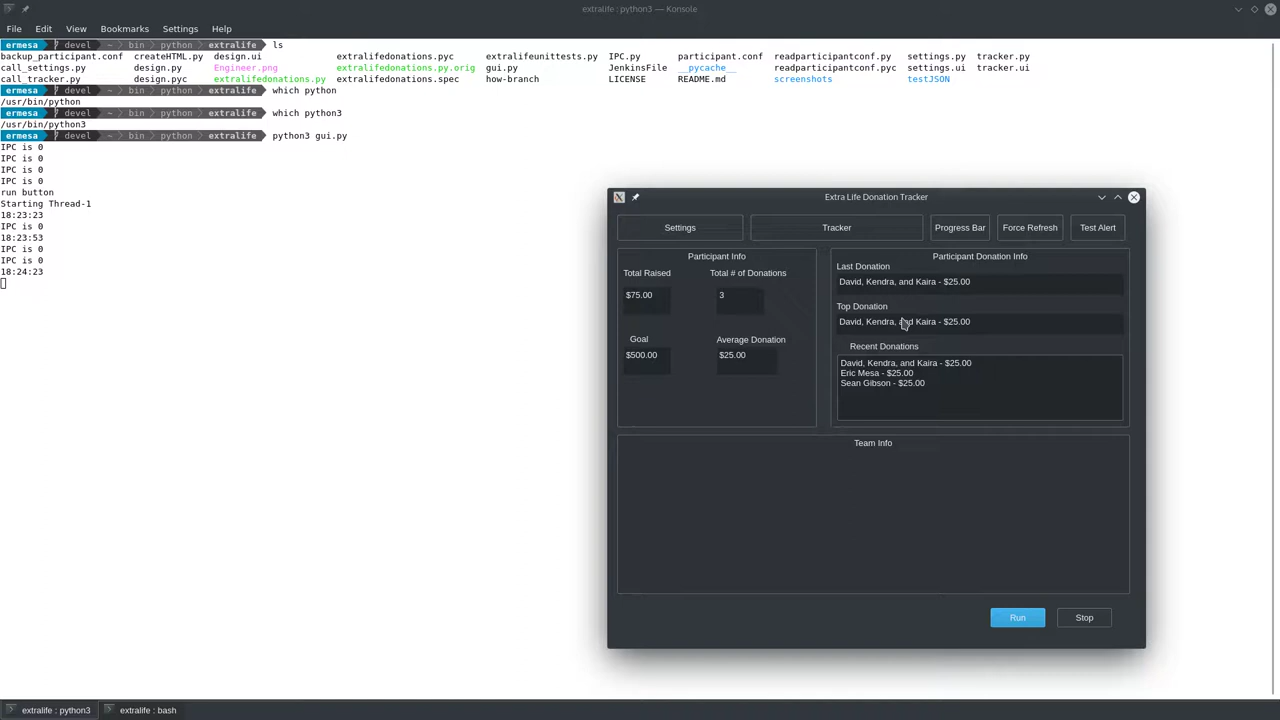 extralife : python3 — Konsole
File Edit View Bookmarks Settings Help
ermesa devel ~ bin python extralife ls
backup_participant.conf createHTML.py design.ui extralifedonations.pyc extralifeunittests.py IPC.py participant.conf readparticipantconf.py settings.py tracker.py
call_settings.py design.py Engineer.png extralifedonations.py.orig gui.py JenkinsFile __pycache__ readparticipantconf.pyc settings.ui tracker.ui
call_tracker.py design.pyc extralifedonations.py extralifedonations.spec how-branch LICENSE README.md screenshots testJSON
ermesa devel ~ bin python extralife which python
/usr/bin/python
ermesa devel ~ bin python extralife which python3
/usr/bin/python3
ermesa devel ~ bin python extralife python3 gui.py
IPC is 0
IPC is 0
IPC is 0
IPC is 0
run button
Starting Thread-1
18:23:23
IPC is 0
18:23:53
IPC is 0
IPC is 0
18:24:23
Extra Life Donation Tracker
Settings Tracker Progress Bar Force Refresh Test Alert
Participant Info
Total Raised Total # of Donations
$75.00 3
Goal Average Donation
$500.00 $25.00
Participant Donation Info
Last Donation
David, Kendra, and Kaira - $25.00
Top Donation
David, Kendra, and Kaira - $25.00
Recent Donations
David, Kendra, and Kaira - $25.00
Eric Mesa - $25.00
Sean Gibson - $25.00
Team Info
Run Stop
extralife : python3 extralife : bash